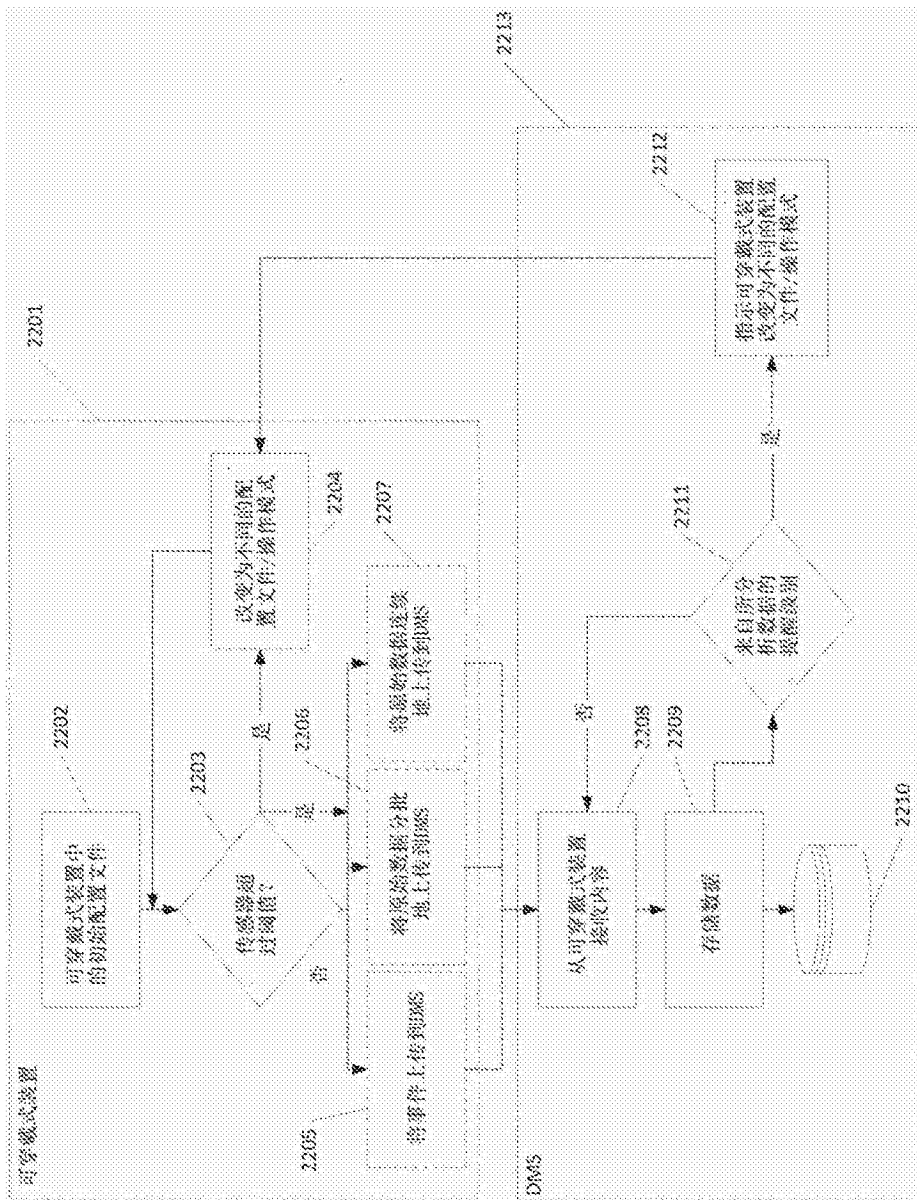 可穿戴式装置
2201
可穿戴式装置中
的初始配置文件
2202
传感器超
过阈值?
2203
是
改变为不同的配
置文件/操作模式
2204
否
是
将事件上传到DMS
2205
将原始数据分批
地上传到DMS
2206
将原始数据连续
地上传到DMS
2207
DMS
2213
从可穿戴式装置
接收内容
2208
存储数据
2209
2210
否
来自所分
析数据的
提醒级别
2211
是
指示可穿戴式装置
改变为不同的配置
文件/操作模式
2212